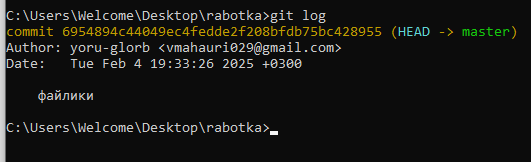 C:\Users\Welcome\Desktop\rabotka>git log
commit 6954894c44049ec4fedde2f208bfdb75bc428955 (HEAD -> master)
Author: yoru-glorb <vmahauri029@gmail.com>
Date:   Tue Feb 4 19:33:26 2025 +0300
    файлики
C:\Users\Welcome\Desktop\rabotka>